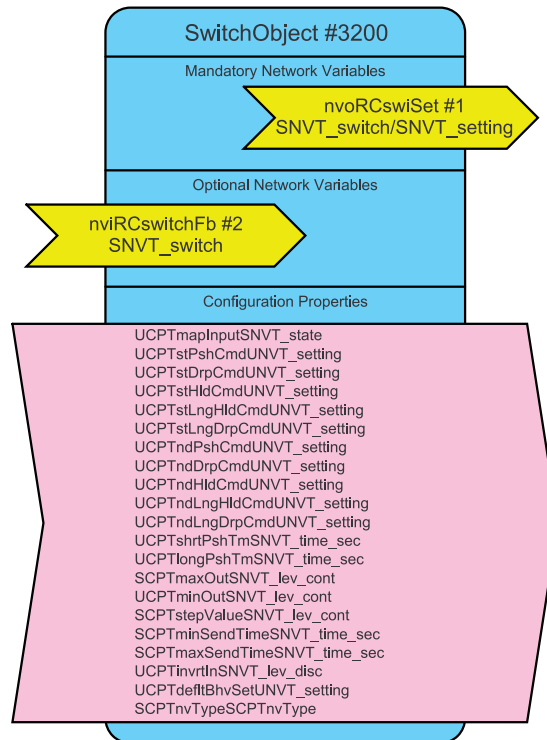 SwitchObject #3200
Mandatory Network Variables
nvoRCswiSet #1
SNVT_switch/SNVT_setting
Optional Network Variables
nviRCswitchFb #2
SNVT_switch
Configuration Properties
UCPTmapInputSNVT_state
UCPTstPshCmdUNVT_setting
UCPTstDrpCmdUNVT_setting
UCPTstHldCmdUNVT_setting
UCPTstLngHldCmdUNVT_setting
UCPTstLngDrpCmdUNVT_setting
UCPTndPshCmdUNVT_setting
UCPTndDrpCmdUNVT_setting
UCPTndHldCmdUNVT_setting
UCPTndLngHldCmdUNVT_setting
UCPTndLngDrpCmdUNVT_setting
UCPTshrtPshTmSNVT_time_sec
UCPTlongPshTmSNVT_time_sec
SCPTmaxOutSNVT_lev_cont
UCPTminOutSNVT_lev_cont
SCPTstepValueSNVT_lev_cont
SCPTminSendTimeSNVT_time_sec
SCPTmaxSendTimeSNVT_time_sec
UCPTinvrtInSNVT_lev_disc
UCPTdefltBhvSetUNVT_setting
SCPTnvTypeSCPTnvType